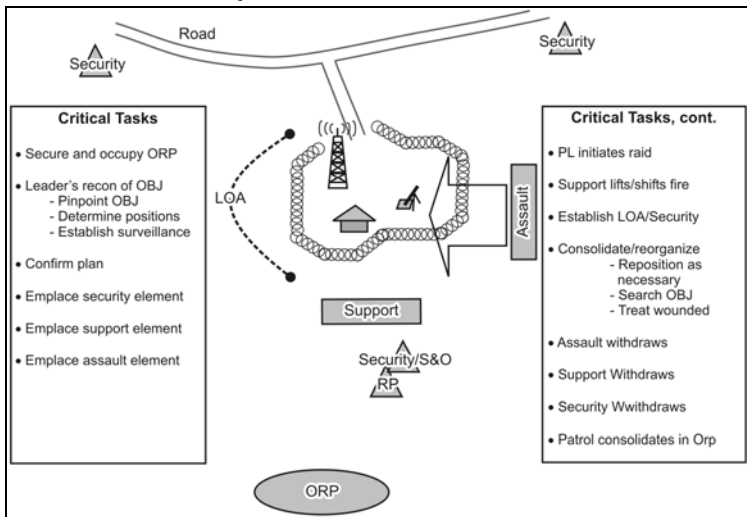 Road
Security
Security
Critical Tasks
• Secure and occupy ORP
• Leader's recon of OBJ
- Pinpoint OBJ
- Determine positions
- Establish surveillance
• Confirm plan
• Emplace security element
• Emplace support element
• Emplace assault element
LOA
Assault
Support
Security/S&O
RP
ORP
Critical Tasks, cont.
• PL initiates raid
• Support lifts/shifts fire
• Establish LOA/Security
• Consolidate/reorganize
- Reposition as
necessary
- Search OBJ
- Treat wounded
• Assault withdraws
• Support Withdraws
• Security Wwithdraws
• Patrol consolidates in Orp